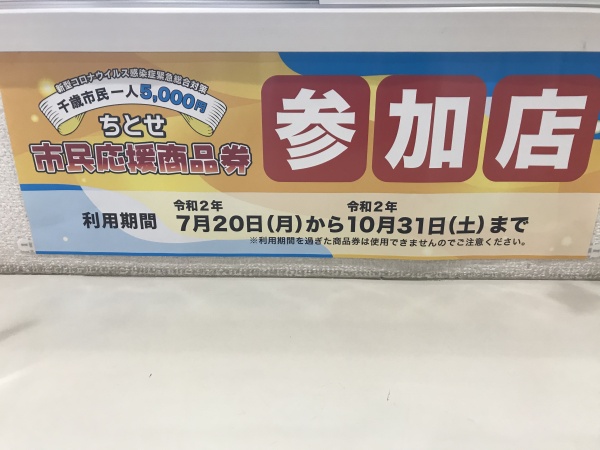 新型コロナウイルス感染症緊急総合対策
千歳市民一人5,000円
ちとせ
市民応援商品券
参加店
利用期間 令和2年7月20日(月)から令和2年10月31日(土)まで
※利用期間を過ぎた商品券は使用できませんのでご注意ください。